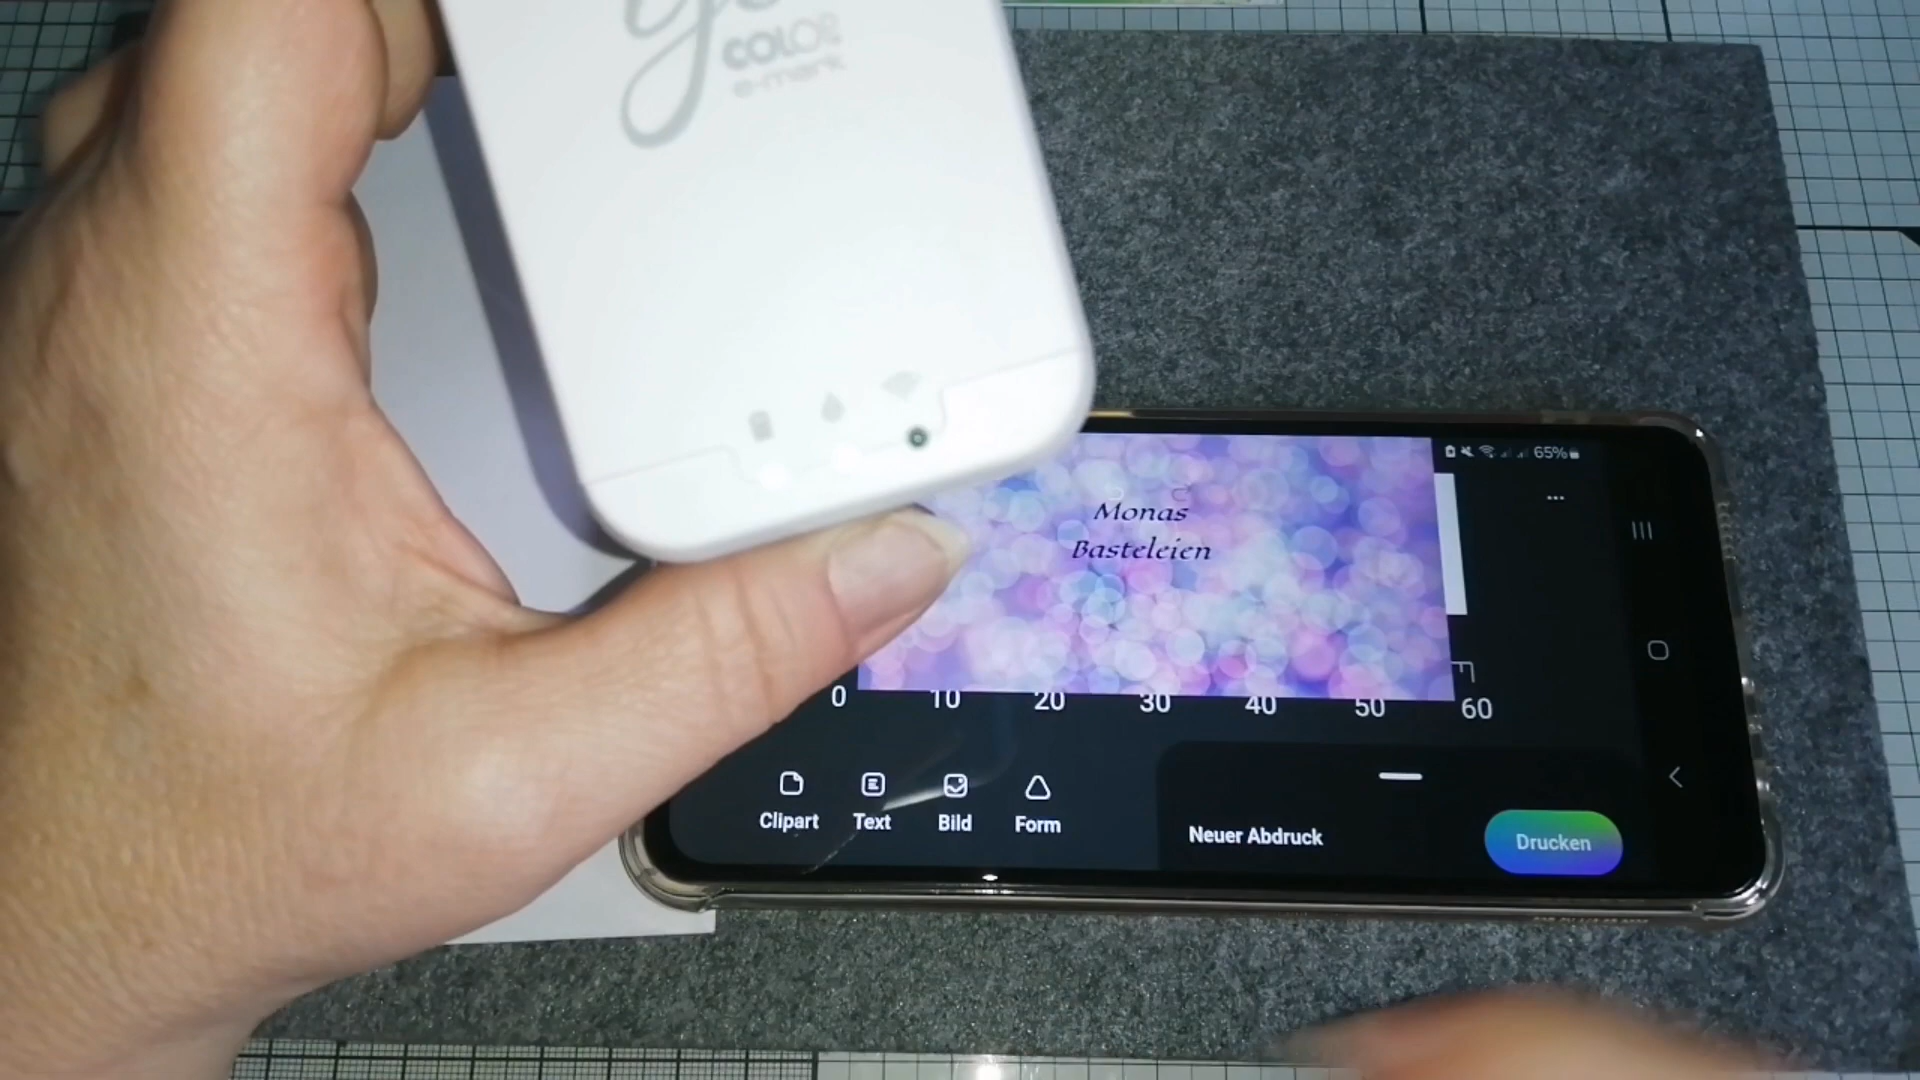 COLOR
e-mark
65%
Monas
Basteleien
0 10 20 30 40 50 60
Clipart Text Bild Form
Neuer Abdruck
Drucken